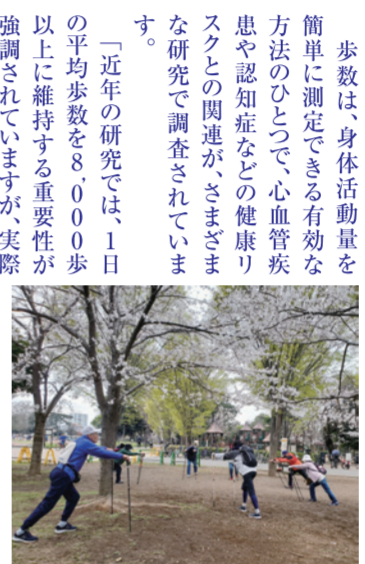 歩数は、身体活動量を
簡単に測定できる有効な
方法のひとつで、心血管疾
患や認知症などの健康リ
スクとの関連が、さまざま
な研究で調査されていま
す。
「近年の研究では、1日
の平均歩数を8,000歩
以上に維持する重要性が
強調されていますが、実際